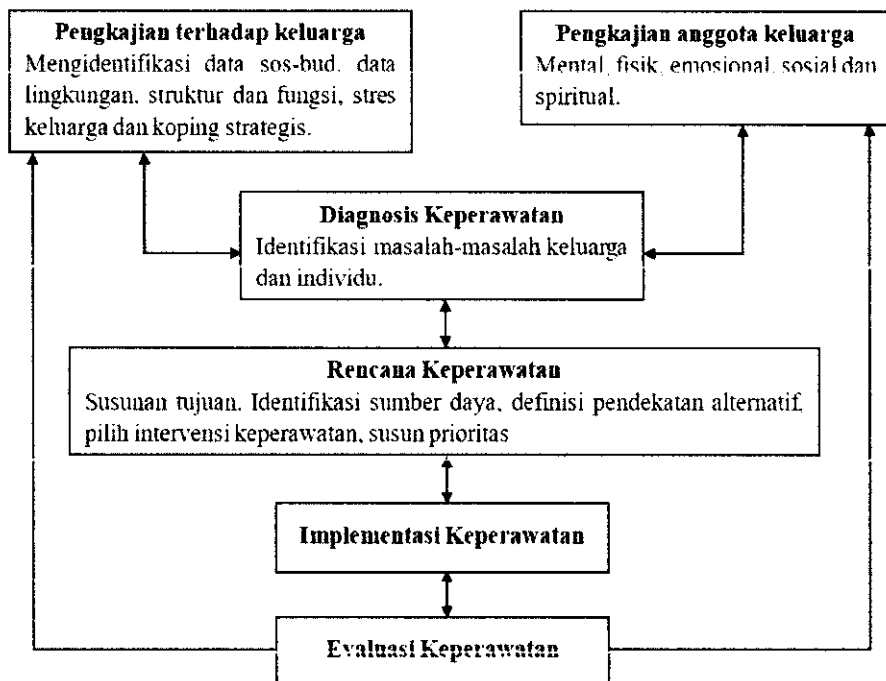 Pengkajian terhadap keluarga
Mengidentifikasi data sos-bud. data
lingkungan. struktur dan fungsi, stres
keluarga dan koping strategis.
Pengkajian anggota keluarga
Mental, fisik, emosional, sosial dan
spiritual.
Diagnosis Keperawatan
Identifikasi masalah-masalah keluarga
dan individu.
Rencana Keperawatan
Susunan tujuan. Identifikasi sumber daya, definisi pendekatan alternatif,
pilih intervensi keperawatan, susun prioritas
Implementasi Keperawatan
Evaluasi Keperawatan